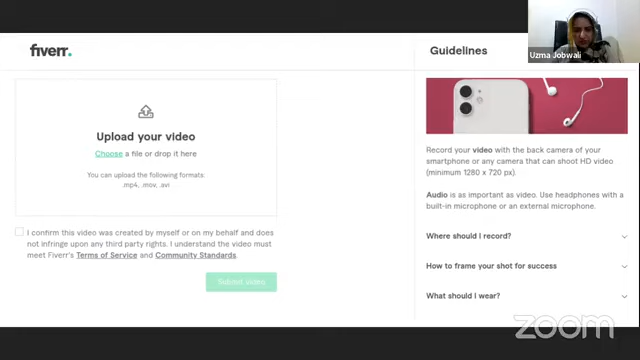 fiverr.
Guidelines
Uzma Jobwali
Upload your video
Choose a file or drop it here
You can upload the following formats:
.mp4, .mov, .avi
I confirm this video was created by myself or on my behalf and does
not infringe upon any third party rights. I understand the video must
meet Fiverr's Terms of Service and Community Standards.
Submit video
Record your video with the back camera of your
smartphone or any camera that can shoot HD video
(minimum 1280 x 720 px).
Audio is as important as video. Use headphones with a
built-in microphone or an external microphone.
Where should I record?
How to frame your shot for success
What should I wear?
zoom